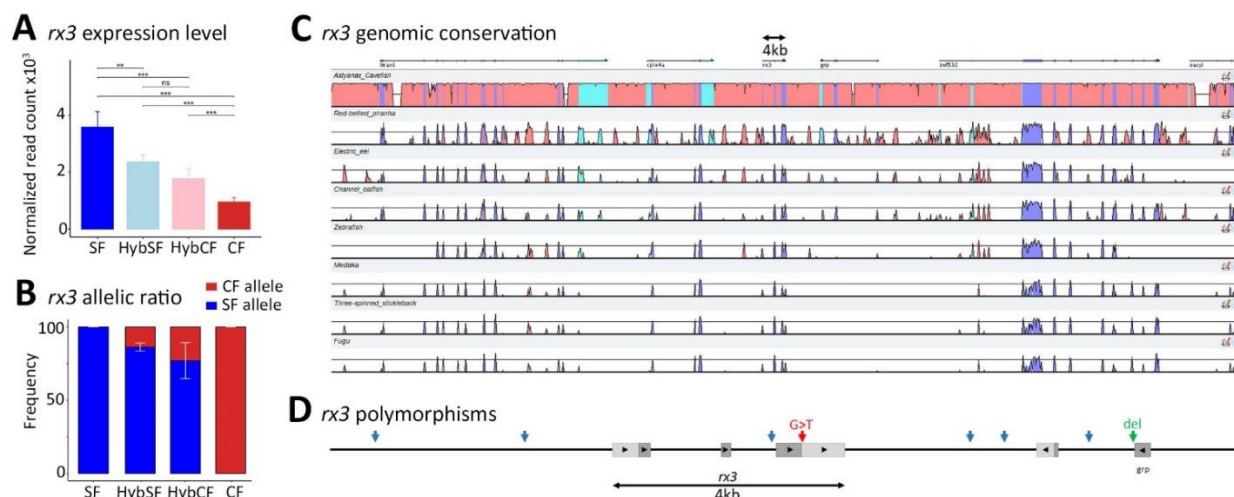 A rx3 expression level
Normalized read count x10³
4
2
0
**
***
ns
***
***
***
SF HybSF HybCF CF
B rx3 allelic ratio
CF allele
SF allele
Frequency
100
50
0
SF HybSF HybCF CF
C rx3 genomic conservation
4kb
cplx4a
rx3
grp
znf532
Astyanax_Cavefish
Red-bellied_piranha
Electric_eel
Channel_catfish
Zebrafish
Medaka
Three-spinned_stickleback
Fugu
D rx3 polymorphisms
G>T
del
grp
rx3
4kb